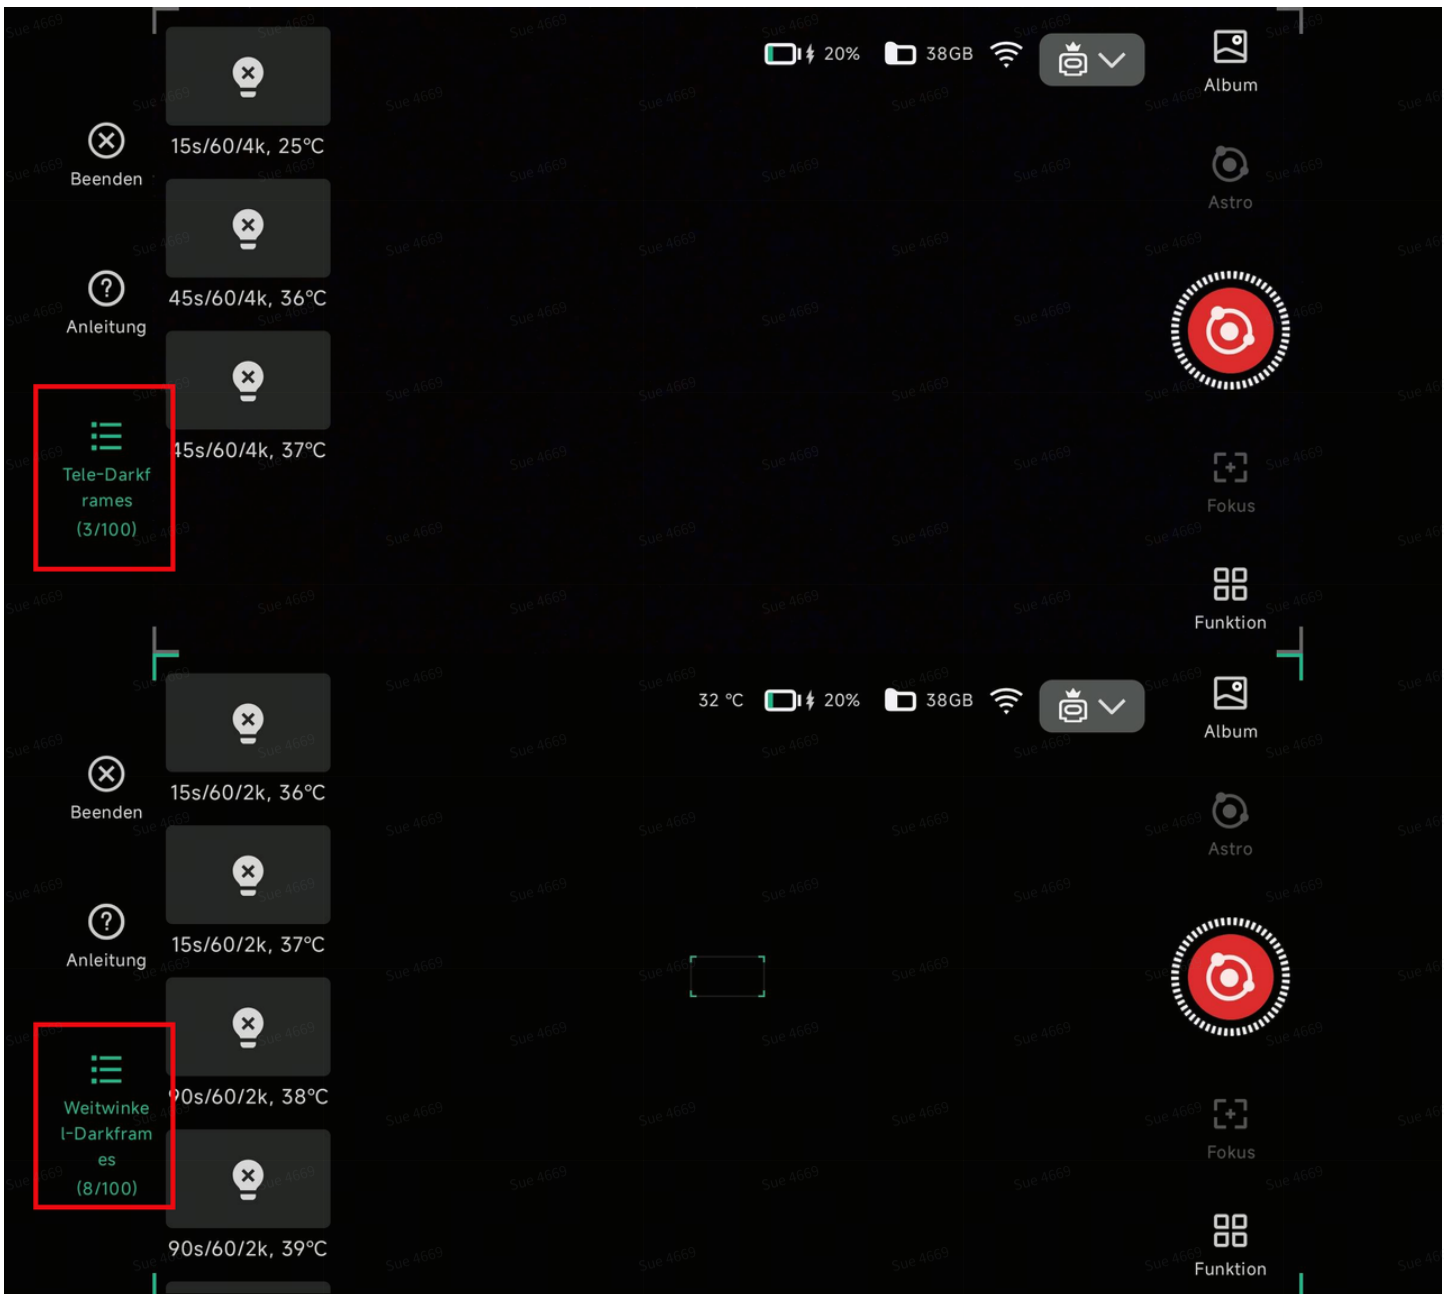 20%
38GB
Album
15s/60/4k, 25°C
Beenden
Astro
45s/60/4k, 36°C
Anleitung
45s/60/4k, 37°C
Tele-Darkf
rames
(3/100)
Fokus
Funktion
32 °C
20%
38GB
Album
15s/60/2k, 36°C
Beenden
Astro
15s/60/2k, 37°C
Anleitung
90s/60/2k, 38°C
Weitwinke
l-Darkfram
es
(8/100)
Fokus
90s/60/2k, 39°C
Funktion
Sue 4669